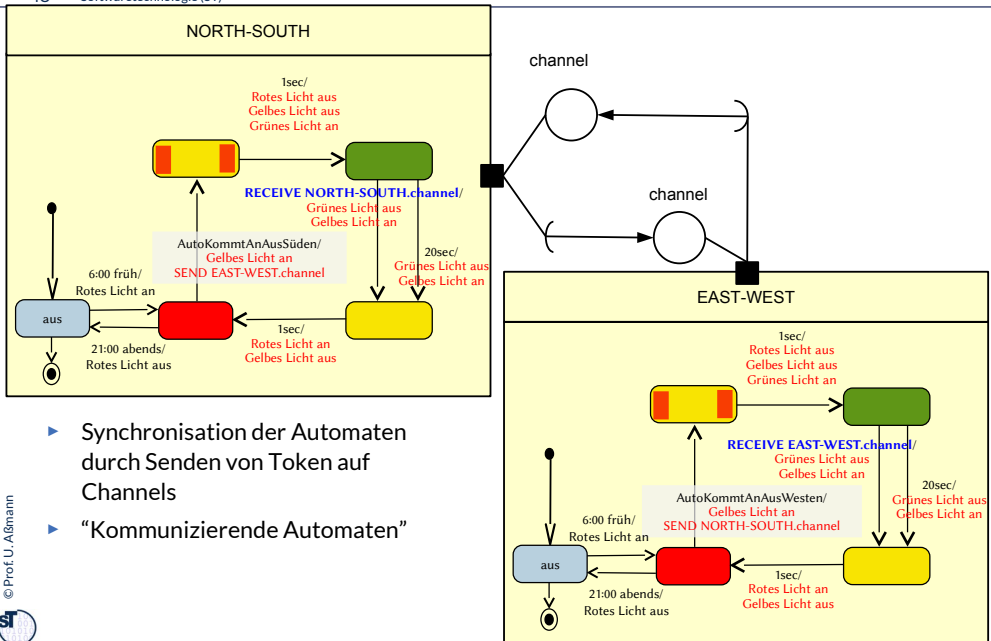 Softwaretechnologie (ST)
NORTH-SOUTH
1sec/
Rotes Licht aus
Gelbes Licht aus
Grünes Licht an
RECEIVE NORTH-SOUTH.channel/
Grünes Licht aus
Gelbes Licht an
AutoKommtAnAusSüden/
Gelbes Licht an
SEND EAST-WEST.channel
20sec/
Grünes Licht aus
Gelbes Licht an
6:00 früh/
Rotes Licht an
aus
21:00 abends/
Rotes Licht aus
1sec/
Rotes Licht an
Gelbes Licht aus
channel
channel
EAST-WEST
1sec/
Rotes Licht aus
Gelbes Licht aus
Grünes Licht an
RECEIVE EAST-WEST.channel/
Grünes Licht aus
Gelbes Licht an
AutoKommtAnAusWesten/
Gelbes Licht an
SEND NORTH-SOUTH.channel
20sec/
Grünes Licht aus
Gelbes Licht an
6:00 früh/
Rotes Licht an
aus
21:00 abends/
Rotes Licht aus
1sec/
Rotes Licht an
Gelbes Licht aus
Synchronisation der Automaten
durch Senden von Token auf
Channels
“Kommunizierende Automaten”
© Prof. U. Aßmann
ST